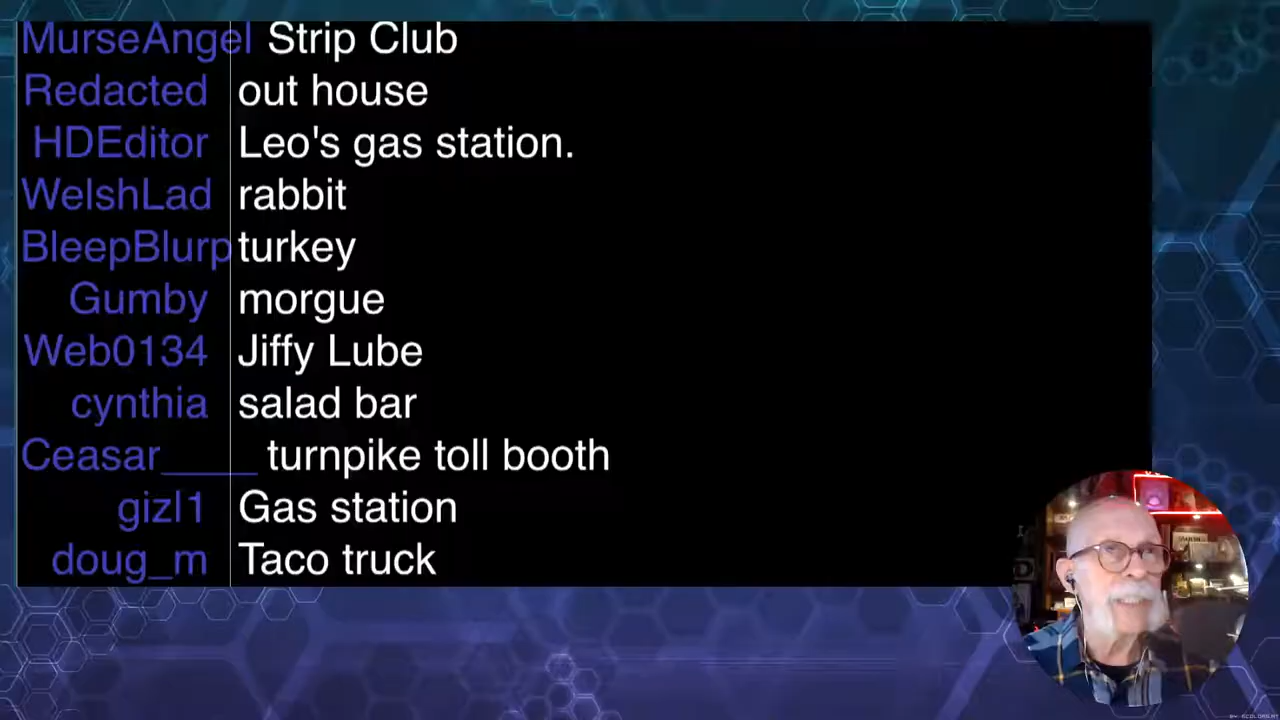 MurseAngel Strip Club
Redacted out house
HDEditor Leo's gas station.
WelshLad rabbit
BleepBlurp turkey
Gumby morgue
Web0134 Jiffy Lube
cynthia salad bar
Ceasar_____ turnpike toll booth
gizl1 Gas station
doug_m Taco truck